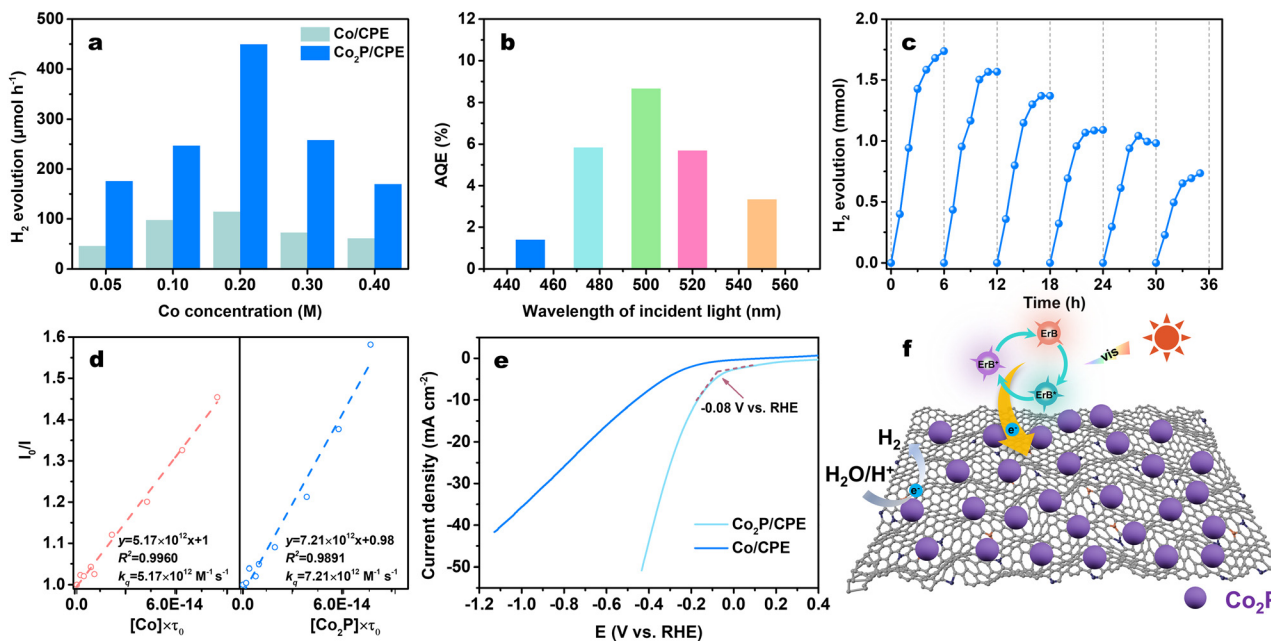 a
Co/CPE
Co₂P/CPE
H₂ evolution (μmol h⁻¹)
500
450
400
350
300
250
200
150
100
50
0
0.05 0.10 0.20 0.30 0.40
Co concentration (M)
b
AQE (%)
12
10
8
6
4
2
0
440 460 480 500 520 540 560
Wavelength of incident light (nm)
c
H₂ evolution (mmol)
2.0
1.5
1.0
0.5
0.0
0 6 12 18 24 30 36
Time (h)
d
I₀/I
1.6
1.5
1.4
1.3
1.2
1.1
1.0
y=5.17×10¹²x+1
R²=0.9960
k_q=5.17×10¹² M⁻¹ s⁻¹
y=7.21×10¹²x+0.98
R²=0.9891
k_q=7.21×10¹² M⁻¹ s⁻¹
0 6.0E-14 0 6.0E-14
[Co]×τ₀ [Co₂P]×τ₀
e
Current density (mA cm⁻²)
0
-10
-20
-30
-40
-50
-0.08 V vs. RHE
Co₂P/CPE
Co/CPE
-1.2 -1.0 -0.8 -0.6 -0.4 -0.2 0.0 0.2 0.4
E (V vs. RHE)
f
ErB
ErB⁺
ErB*
vis
e⁻
H₂
H₂O/H⁺
e⁻
Co₂P